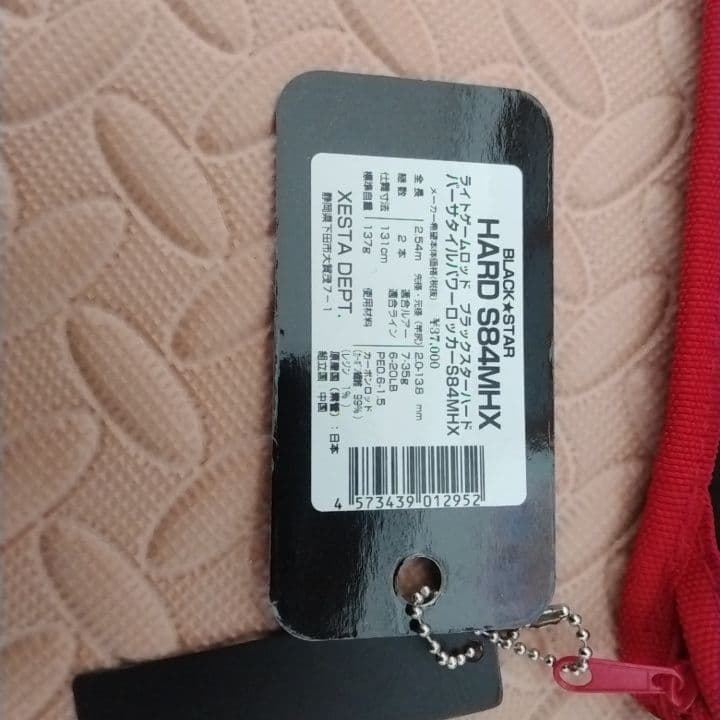 BLACK★STAR
HARD S84MHX
ライトゲームロッド ブラックスターハード
バーサタイルパワーロッカーS84MHX
メーカー希望本体価格(税抜) ¥37,000
全長 2.54m 先径・元径(竿尻) 2.0-13.8 mm
継数 2 本 適合ルアー 7-35g
適合ライン 6-20LB
PE0.6-1.5
仕舞寸法 131cm
標準自重 137g 使用材料 カーボンロッド
(カーボン繊維 99%)
(レジン 1%)
原産国(素管):日本
組立国 中国
XESTA DEPT.
静岡県下田市大賀茂7-1
4 573439 012952